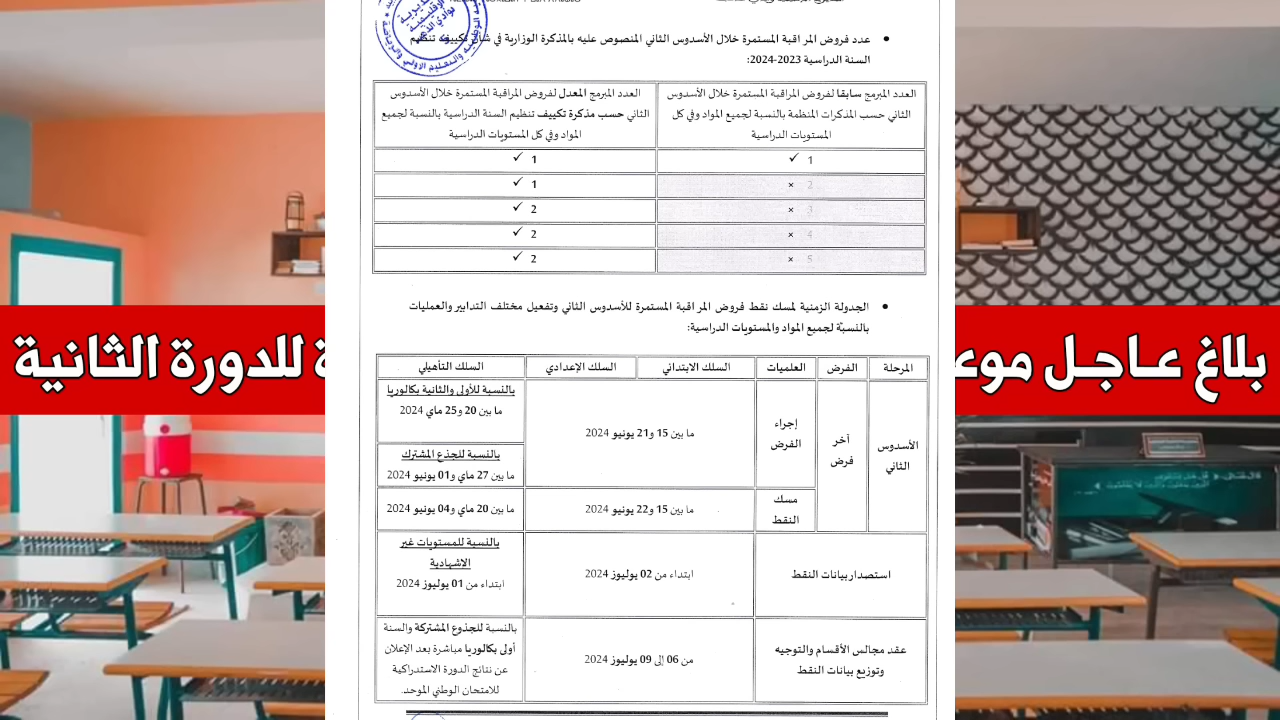 عدد فروض المراقبة المستمرة خلال الأسدوس الثاني المنصوص عليه بالمذكرة الوزارية في شأن تكييف تنظيم
السنة الدراسية 2023-2024:
العدد المبرمج سابقا لفروض المراقبة المستمرة خلال الأسدوس
الثاني حسب المذكرات المنظمة بالنسبة لجميع المواد وفي كل
المستويات الدراسية
العدد المبرمج المعدل لفروض المراقبة المستمرة خلال الأسدوس
الثاني حسب مذكرة تكييف تنظيم السنة الدراسية بالنسبة لجميع
المواد وفي كل المستويات الدراسية
1 ✓ 1 ✓
2 × 1 ✓
3 × 2 ✓
4 × 2 ✓
5 × 2 ✓
الجدولة الزمنية لمسك نقط فروض المراقبة المستمرة للأسدوس الثاني وتفعيل مختلف التدابير والعمليات
بالنسبة لجميع المواد والمستويات الدراسية:
المرحلة الفرض العلميات السلك الابتدائي السلك الإعدادي السلك التأهيلي
الأسدوس
الثاني
آخر
فرض
إجراء
الفرض
ما بين 15 و21 يونيو 2024
بالنسبة للأولى والثانية بكالوريا
ما بين 20 و25 ماي 2024
بالنسبة للجذع المشترك
ما بين 27 ماي و01 يونيو 2024
مسك
النقط
ما بين 15 و22 يونيو 2024
ما بين 20 ماي و04 يونيو 2024
استصدار بيانات النقط
ابتداء من 02 يوليوز 2024
بالنسبة للمستويات غير
الاشهادية
ابتداء من 01 يوليوز 2024
عقد مجالس الأقسام والتوجيه
وتوزيع بيانات النقط
من 06 إلى 09 يوليوز 2024
بالنسبة للجذوع المشتركة والسنة
أولى بكالوريا مباشرة بعد الإعلان
عن نتائج الدورة الاستدراكية
للامتحان الوطني الموحد.
بلاغ عـاجـل موعـ
ة للدورة الثانية